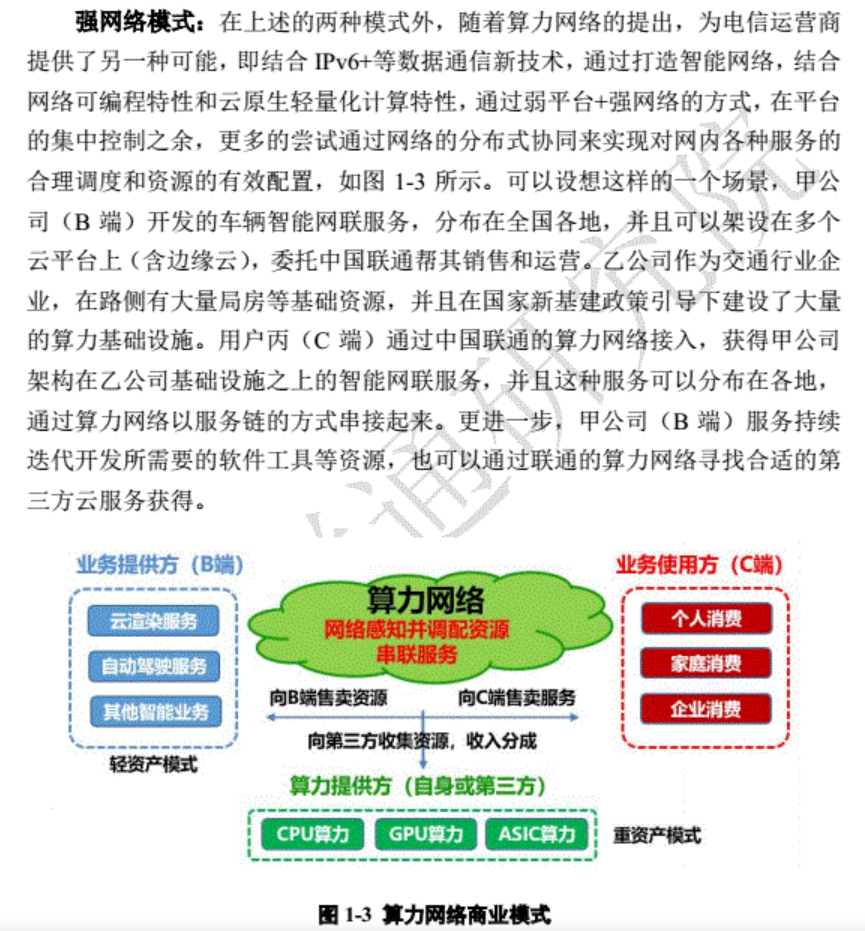 强网络模式：在上述的两种模式外，随着算力网络的提出，为电信运营商
提供了另一种可能，即结合 IPv6+等数据通信新技术，通过打造智能网络，结合
网络可编程特性和云原生轻量化计算特性，通过弱平台+强网络的方式，在平台
的集中控制之余，更多的尝试通过网络的分布式协同来实现对网内各种服务的
合理调度和资源的有效配置，如图 1-3 所示。可以设想这样的一个场景，甲公
司（B 端）开发的车辆智能网联服务，分布在全国各地，并且可以架设在多个
云平台上（含边缘云），委托中国联通帮其销售和运营。乙公司作为交通行业企
业，在路侧有大量局房等基础资源，并且在国家新基建政策引导下建设了大量
的算力基础设施。用户丙（C 端）通过中国联通的算力网络接入，获得甲公司
架构在乙公司基础设施之上的智能网联服务，并且这种服务可以分布在各地，
通过算力网络以服务链的方式串接起来。更进一步，甲公司（B 端）服务持续
迭代开发所需要的软件工具等资源，也可以通过联通的算力网络寻找合适的第
三方云服务获得。
业务提供方（B端）
云渲染服务
自动驾驶服务
其他智能业务
轻资产模式
算力网络
网络感知并调配资源
串联服务
向B端售卖资源
向C端售卖服务
向第三方收集资源，收入分成
业务使用方（C端）
个人消费
家庭消费
企业消费
算力提供方（自身或第三方）
CPU算力
GPU算力
ASIC算力
重资产模式
图 1-3 算力网络商业模式
通研究院